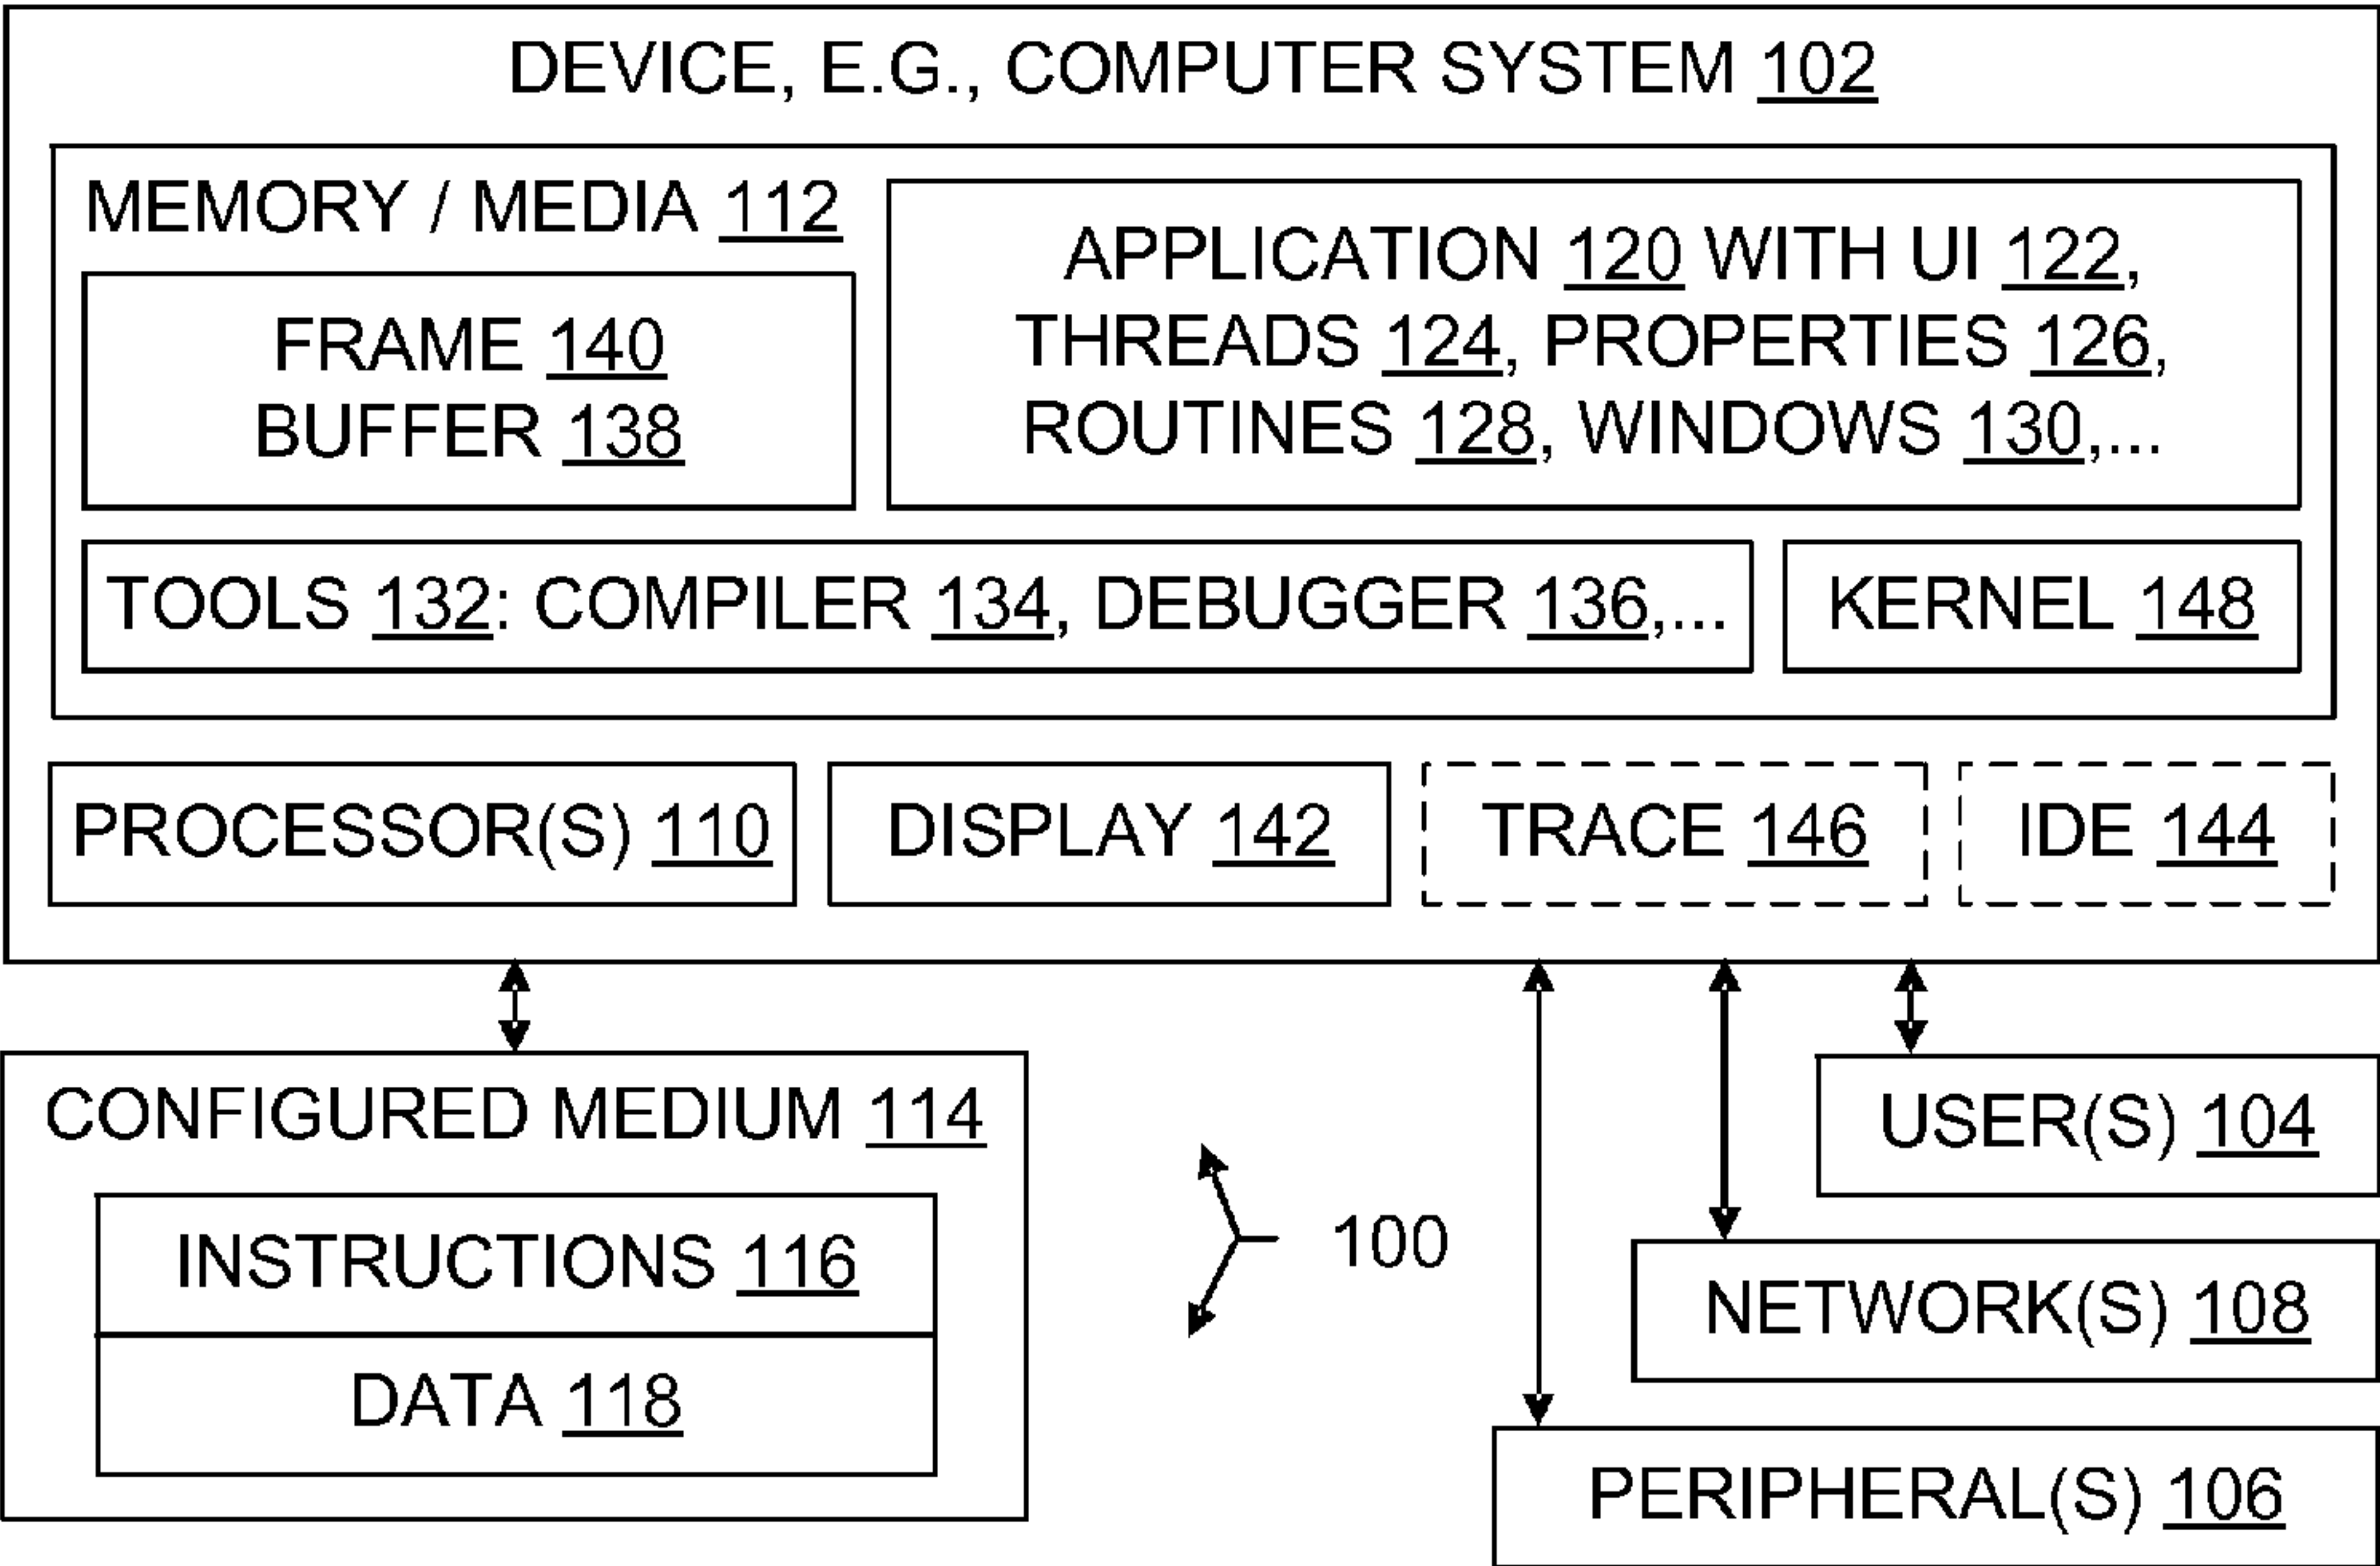 DEVICE, E.G., COMPUTER SYSTEM 102
MEMORY / MEDIA 112
FRAME 140
BUFFER 138
APPLICATION 120 WITH UI 122,
THREADS 124, PROPERTIES 126,
ROUTINES 128, WINDOWS 130,...
TOOLS 132: COMPILER 134, DEBUGGER 136,...
KERNEL 148
PROCESSOR(S) 110
DISPLAY 142
TRACE 146
IDE 144
CONFIGURED MEDIUM 114
INSTRUCTIONS 116
DATA 118
100
USER(S) 104
NETWORK(S) 108
PERIPHERAL(S) 106